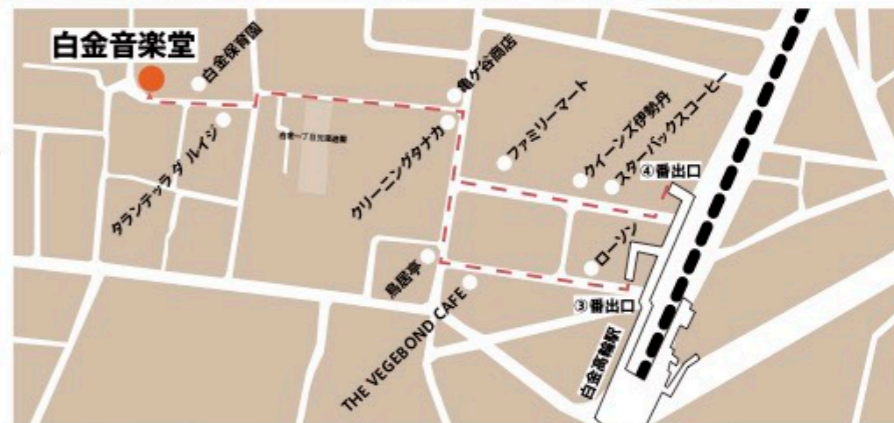 白金音楽堂
白金保育園
亀ケ谷商店
ファミリーマート
クイーンズ伊勢丹
スターバックスコーヒー
④番出口
タランテッラ ダ ルイジ
クリーニングタナカ
鳥居亭
ローソン
③番出口
THE VEGEBOND CAFE
白金高輪駅